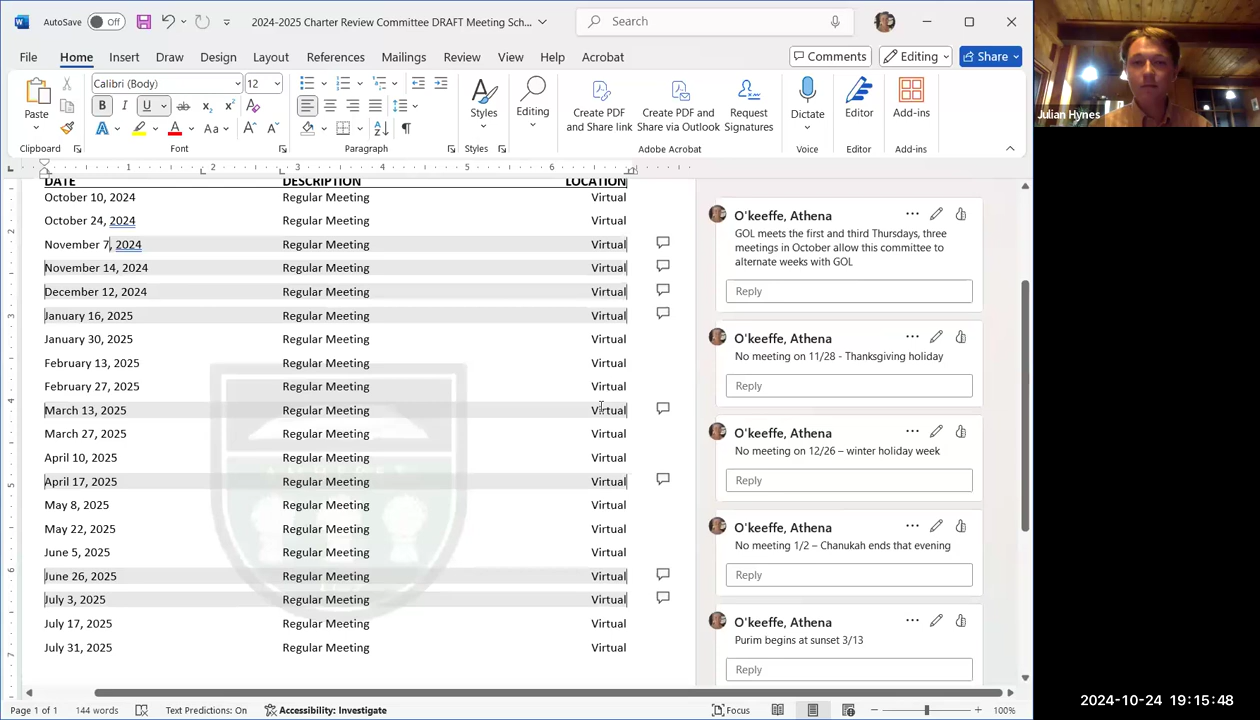 AutoSave Off 2024-2025 Charter Review Committee DRAFT Meeting Sch... Search
Julian Hynes
File Home Insert Draw Design Layout References Mailings Review View Help Acrobat Comments Editing Share
Calibri (Body) 12
Paste
Styles
Editing
Create PDF and Share link
Create PDF and Share via Outlook
Request Signatures
Dictate
Editor
Add-ins
Clipboard Font Paragraph Styles Adobe Acrobat Voice Editor Add-ins
1 2 3 4 5 6
DATE DESCRIPTION LOCATION
October 10, 2024 Regular Meeting Virtual
October 24, 2024 Regular Meeting Virtual
November 7, 2024 Regular Meeting Virtual
November 14, 2024 Regular Meeting Virtual
December 12, 2024 Regular Meeting Virtual
January 16, 2025 Regular Meeting Virtual
January 30, 2025 Regular Meeting Virtual
February 13, 2025 Regular Meeting Virtual
February 27, 2025 Regular Meeting Virtual
March 13, 2025 Regular Meeting Virtual
March 27, 2025 Regular Meeting Virtual
April 10, 2025 Regular Meeting Virtual
April 17, 2025 Regular Meeting Virtual
May 8, 2025 Regular Meeting Virtual
May 22, 2025 Regular Meeting Virtual
June 5, 2025 Regular Meeting Virtual
June 26, 2025 Regular Meeting Virtual
July 3, 2025 Regular Meeting Virtual
July 17, 2025 Regular Meeting Virtual
July 31, 2025 Regular Meeting Virtual
O'keeffe, Athena
GOL meets the first and third Thursdays, three
meetings in October allow this committee to
alternate weeks with GOL
Reply
O'keeffe, Athena
No meeting on 11/28 - Thanksgiving holiday
Reply
O'keeffe, Athena
No meeting on 12/26 – winter holiday week
Reply
O'keeffe, Athena
No meeting 1/2 – Chanukah ends that evening
Reply
O'keeffe, Athena
Purim begins at sunset 3/13
Reply
Page 1 of 1 144 words Text Predictions: On Accessibility: Investigate Focus 100%
2024-10-24 19:15:48